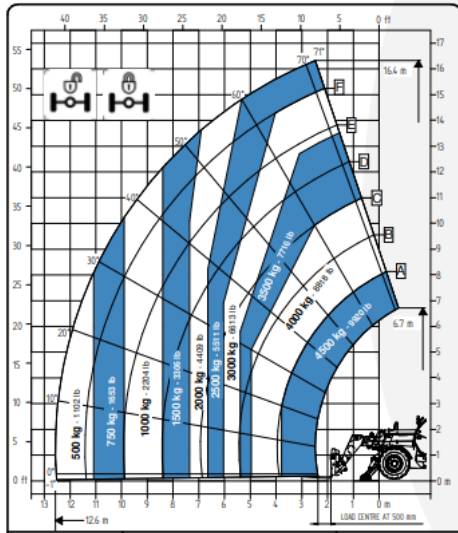 40 35 30 25 20 15 10 5 0 ft
55
50
45
40
35
30
25
20
15
10
5
0 ft
17
16
15
14
13
12
11
10
9
8
7
6
5
4
3
2
1
0 m
71°
70°
60°
50°
40°
30°
20°
10°
0°
-1°
16.4 m
6.7 m
F
E
D
C
B
A
500 kg - 1102 lb
750 kg - 1653 lb
1000 kg - 2204 lb
1500 kg - 3306 lb
2000 kg - 4409 lb
2500 kg - 5511 lb
3000 kg - 6613 lb
3500 kg - 7716 lb
4000 kg - 8818 lb
4500 kg - 9920 lb
13 12 11 10 9 8 7 6 5 4 3 2 1 0 m
12.6 m
LOAD CENTRE AT 500 mm